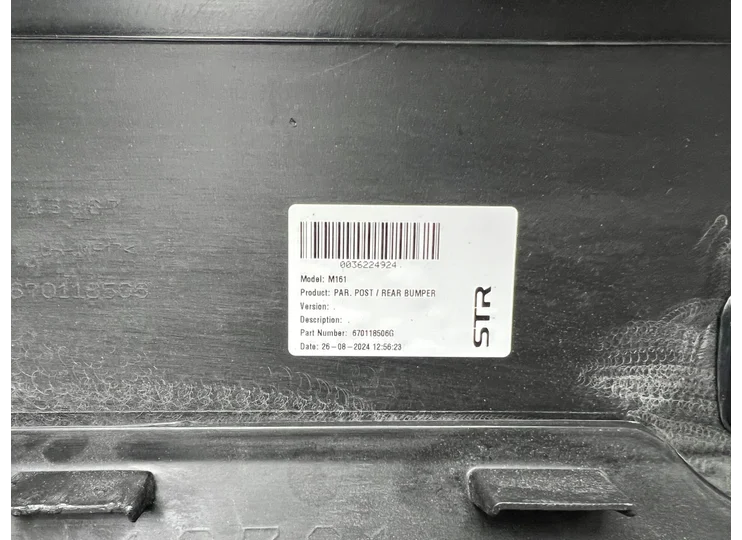 0036224924
Model: M161
Product: PAR. POST / REAR BUMPER
Version: .
Description: .
Part Number: 670118506G
Date: 26-08-2024 12:56:23
STR
670118506